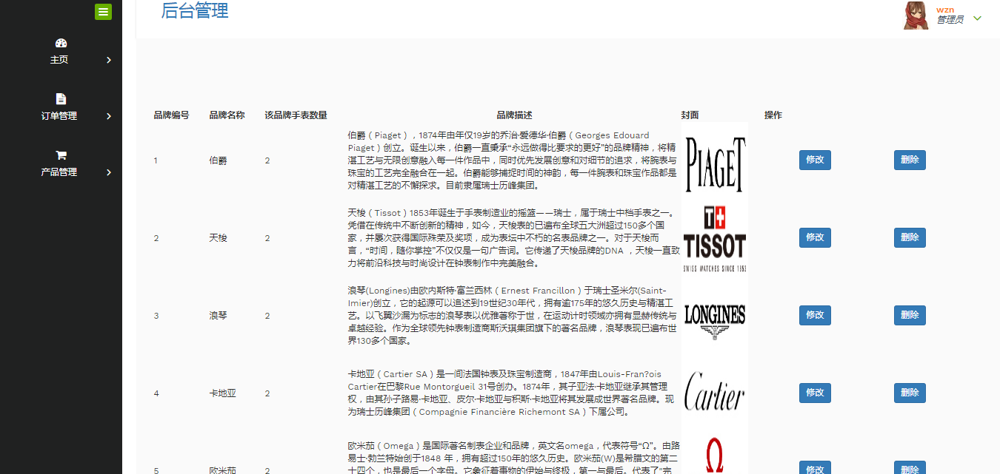 后台管理
wzn
管理员
主页
订单管理
产品管理
品牌编号 品牌名称 该品牌手表数量 品牌描述 封面 操作
1 伯爵 2
伯爵 ( Piaget ) ，1874年由年仅19岁的乔治·爱德华·伯爵 ( Georges Edouard
Piaget ) 创立。诞生以来，伯爵一直秉承“永远做得比要求的更好”的品牌精神，将精
湛工艺与无限创意融入每一件作品中，同时优先发展创意和对细节的追求，将腕表与
珠宝的工艺完全融合在一起。伯爵能够捕捉时间的神韵，每一件腕表和珠宝作品都是
对精湛工艺的不懈探求。目前隶属瑞士历峰集团。
PIAGET
修改 删除
2 天梭 2
天梭 ( Tissot ) 1853年诞生于手表制造业的摇篮——瑞士，属于瑞士中档手表之一。
凭借在传统中不断创新的精神，如今，天梭表的已遍布全球五大洲超过150多个国
家，并屡次获得国际殊荣及奖项，成为表坛中不朽的名表品牌之一。对于天梭而
言，“时间，随你掌控”不仅仅是一句广告词。它传递了天梭品牌的DNA ，天梭一直致
力将前沿科技与时尚设计在钟表制作中完美融合。
T+
TISSOT
SWISS WATCHES SINCE 1853
修改 删除
3 浪琴 2
浪琴(Longines)由欧内斯特·富兰西林 ( Ernest Francillon ) 于瑞士圣米尔(Saint-
Imier)创立，它的起源可以追述到19世纪30年代，拥有逾175年的悠久历史与精湛工
艺。以飞翼沙漏为标志的浪琴表以优雅著称于世，在运动计时领域亦拥有显赫传统与
卓越经验。作为全球领先钟表制造商斯沃琪集团旗下的著名品牌，浪琴表现已遍布世
界130多个国家。
LONGINES
修改 删除
4 卡地亚 2
卡地亚 ( Cartier SA ) 是一间法国钟表及珠宝制造商，1847年由Louis-Fran?ois
Cartier在巴黎Rue Montorgueil 31号创办。1874年，其子亚法·卡地亚继承其管理
权，由其孙子路易·卡地亚、皮尔·卡地亚与积斯·卡地亚将其发展成世界著名品牌。现
为瑞士历峰集团 ( Compagnie Financière Richemont SA ) 下属公司。
Cartier
修改 删除
5 欧米茄 2
欧米茄 ( Omega ) 是国际著名制表企业和品牌，英文名omega，代表符号“Ω”。由路
易士·勃兰特始创于1848 年，拥有超过150年的悠久历史。欧米茄(W)是希腊文的第二
十四个，也是最后一个字母。它象征着事物的伊始与终极，第一与最后。代表了“完
Ω
修改 删除